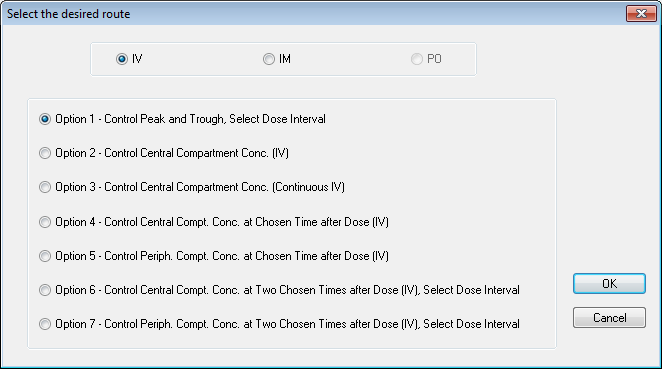 Select the desired route
IV IM PO
Option 1 - Control Peak and Trough, Select Dose Interval
Option 2 - Control Central Compartment Conc. (IV)
Option 3 - Control Central Compartment Conc. (Continuous IV)
Option 4 - Control Central Compt. Conc. at Chosen Time after Dose (IV)
Option 5 - Control Periph. Compt. Conc. at Chosen Time after Dose (IV)
Option 6 - Control Central Compt. Conc. at Two Chosen Times after Dose (IV), Select Dose Interval
Option 7 - Control Periph. Compt. Conc. at Two Chosen Times after Dose (IV), Select Dose Interval
OK
Cancel